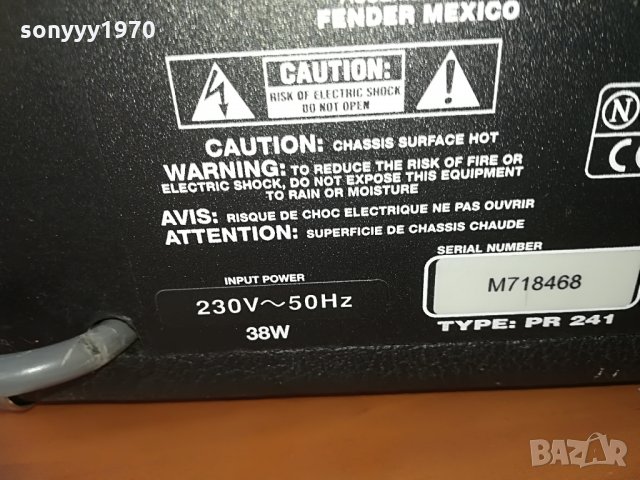 sonyyy1970
FENDER MEXICO
CAUTION:
RISK OF ELECTRIC SHOCK
DO NOT OPEN
CAUTION: CHASSIS SURFACE HOT
WARNING: TO REDUCE THE RISK OF FIRE OR
ELECTRIC SHOCK, DO NOT EXPOSE THIS EQUIPMENT
TO RAIN OR MOISTURE
AVIS: RISQUE DE CHOC ELECTRIQUE NE PAS OUVRIR
ATTENTION: SUPERFICIE DE CHASSIS CHAUDE
SERIAL NUMBER
M718468
TYPE: PR 241
INPUT POWER
230V～50Hz
38W
N
CE
BAZAR